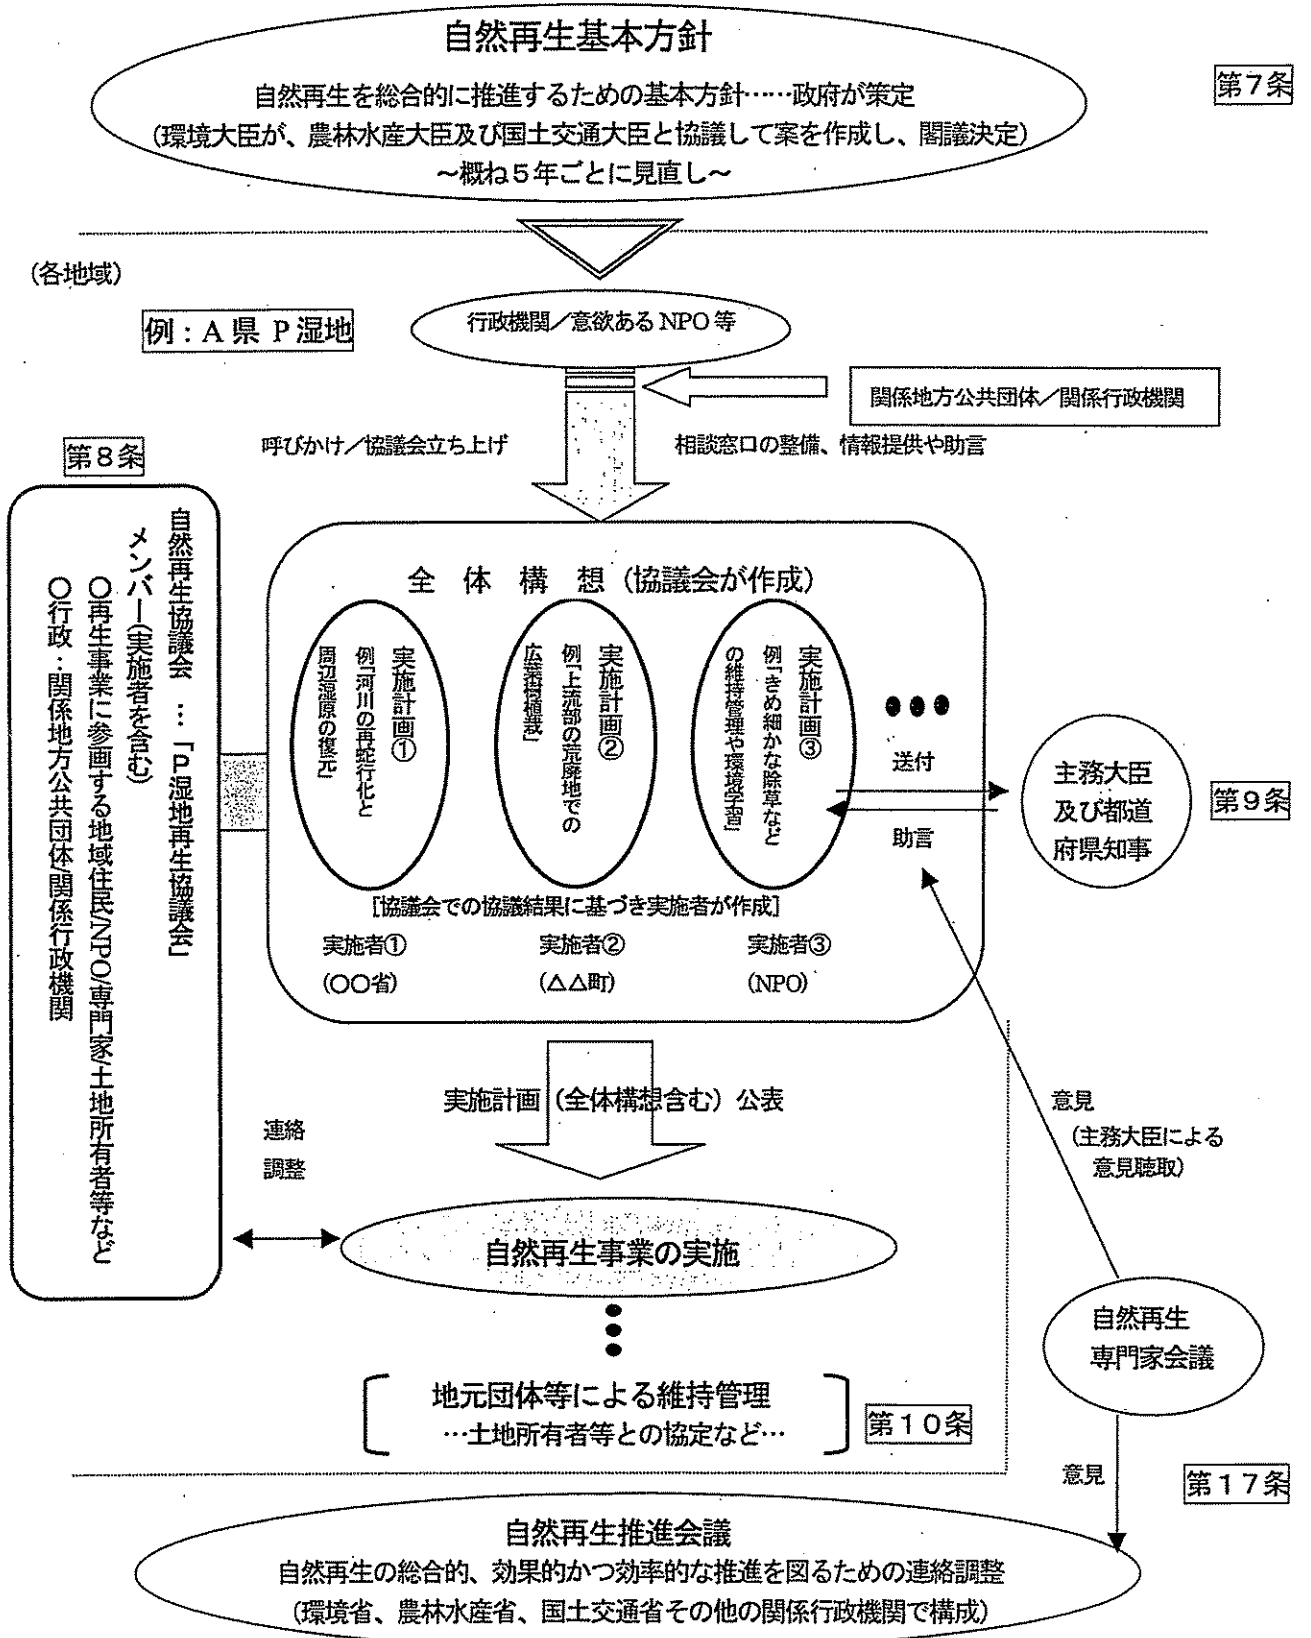 自然再生基本方針
自然再生を総合的に推進するための基本方針……政府が策定
(環境大臣が、農林水産大臣及び国土交通大臣と協議して案を作成し、閣議決定)
～概ね５年ごとに見直し～
第７条
(各地域)
例：A 県 P 湿地
行政機関／意欲ある NPO 等
関係地方公共団体／関係行政機関
呼びかけ／協議会立ち上げ
相談窓口の整備、情報提供や助言
第８条
自然再生協議会 …「P湿地再生協議会」
メンバー(実施者を含む)
〇再生事業に参画する地域住民/NPO/専門家/土地所有者等など
〇行政：関係地方公共団体/関係行政機関
全 体 構 想（協議会が作成）
実施計画①
例「河川の再蛇行化と
周辺湿原の復元」
実施計画②
例「上流部の荒廃地での
広葉樹植栽」
実施計画③
例「きめ細かな除草など
の維持管理や環境学習」
●●●
送付
助言
主務大臣
及び都道
府県知事
第９条
[協議会での協議結果に基づき実施者が作成]
実施者①
実施者②
実施者③
(〇〇省)
(△△町)
(NPO)
実施計画（全体構想含む）公表
連絡
調整
意見
(主務大臣による
意見聴取)
自然再生事業の実施
自然再生
専門家会議
地元団体等による維持管理
…土地所有者等との協定など…
第１０条
意見
第１７条
自然再生推進会議
自然再生の総合的、効果的かつ効率的な推進を図るための連絡調整
(環境省、農林水産省、国土交通省その他の関係行政機関で構成)